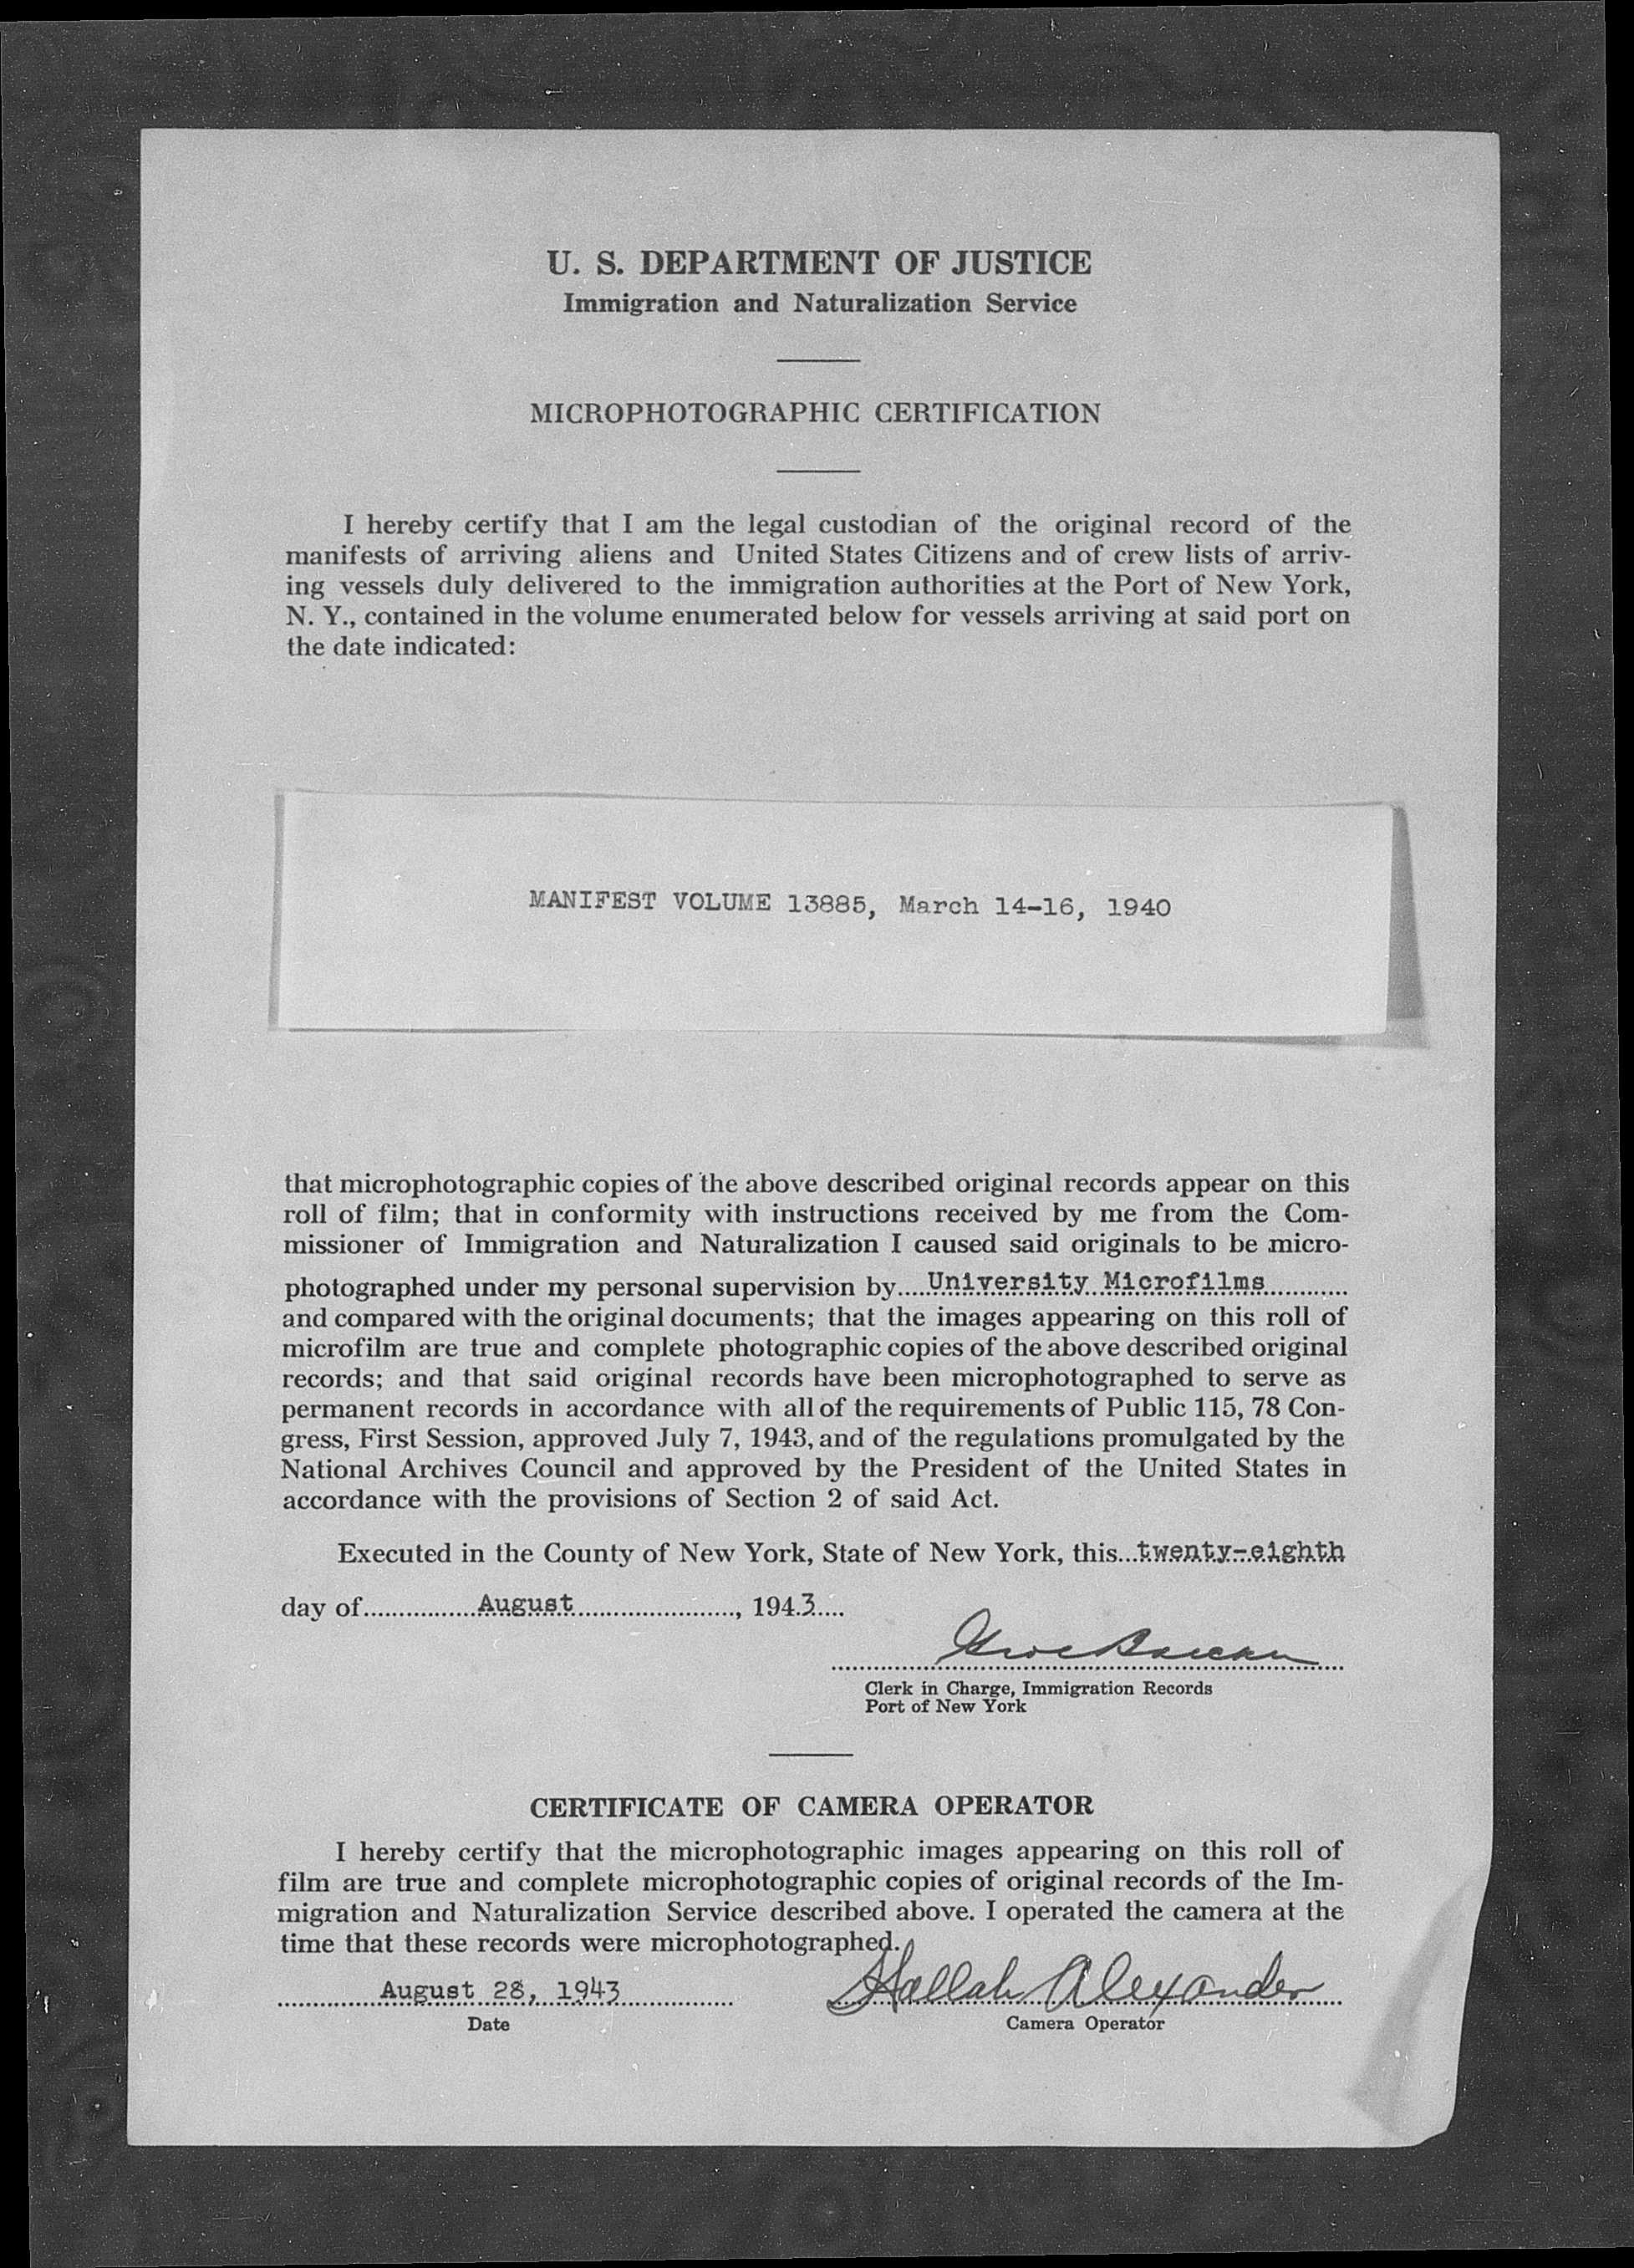 U. S. DEPARTMENT OF JUSTICE
Immigration and Naturalization Service
MICROPHOTOGRAPHIC CERTIFICATION
I hereby certify that I am the legal custodian of the original record of the
manifests of arriving aliens and United States Citizens and of crew lists of arriv-
ing vessels duly delivered to the immigration authorities at the Port of New York,
N. Y., contained in the volume enumerated below for vessels arriving at said port on
the date indicated:
MANIFEST VOLUME 13885, March 14-16, 1940
that microphotographic copies of the above described original records appear on this
roll of film; that in conformity with instructions received by me from the Com-
missioner of Immigration and Naturalization I caused said originals to be micro-
photographed under my personal supervision by.....University Microfilms............
and compared with the original documents; that the images appearing on this roll of
microfilm are true and complete photographic copies of the above described original
records; and that said original records have been microphotographed to serve as
permanent records in accordance with all of the requirements of Public 115, 78 Con-
gress, First Session, approved July 7, 1943, and of the regulations promulgated by the
National Archives Council and approved by the President of the United States in
accordance with the provisions of Section 2 of said Act.
Executed in the County of New York, State of New York, this...twenty-eighth
day of.................August......................., 1943....
Clerk in Charge, Immigration Records
Port of New York
CERTIFICATE OF CAMERA OPERATOR
I hereby certify that the microphotographic images appearing on this roll of
film are true and complete microphotographic copies of original records of the Im-
migration and Naturalization Service described above. I operated the camera at the
time that these records were microphotographed.
August 28, 1943 Hallah Alexander
Date Camera Operator